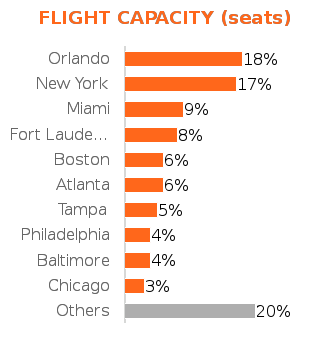 FLIGHT CAPACITY (seats)
Orlando 18%
New York 17%
Miami 9%
Fort Laude... 8%
Boston 6%
Atlanta 6%
Tampa 5%
Philadelphia 4%
Baltimore 4%
Chicago 3%
Others 20%